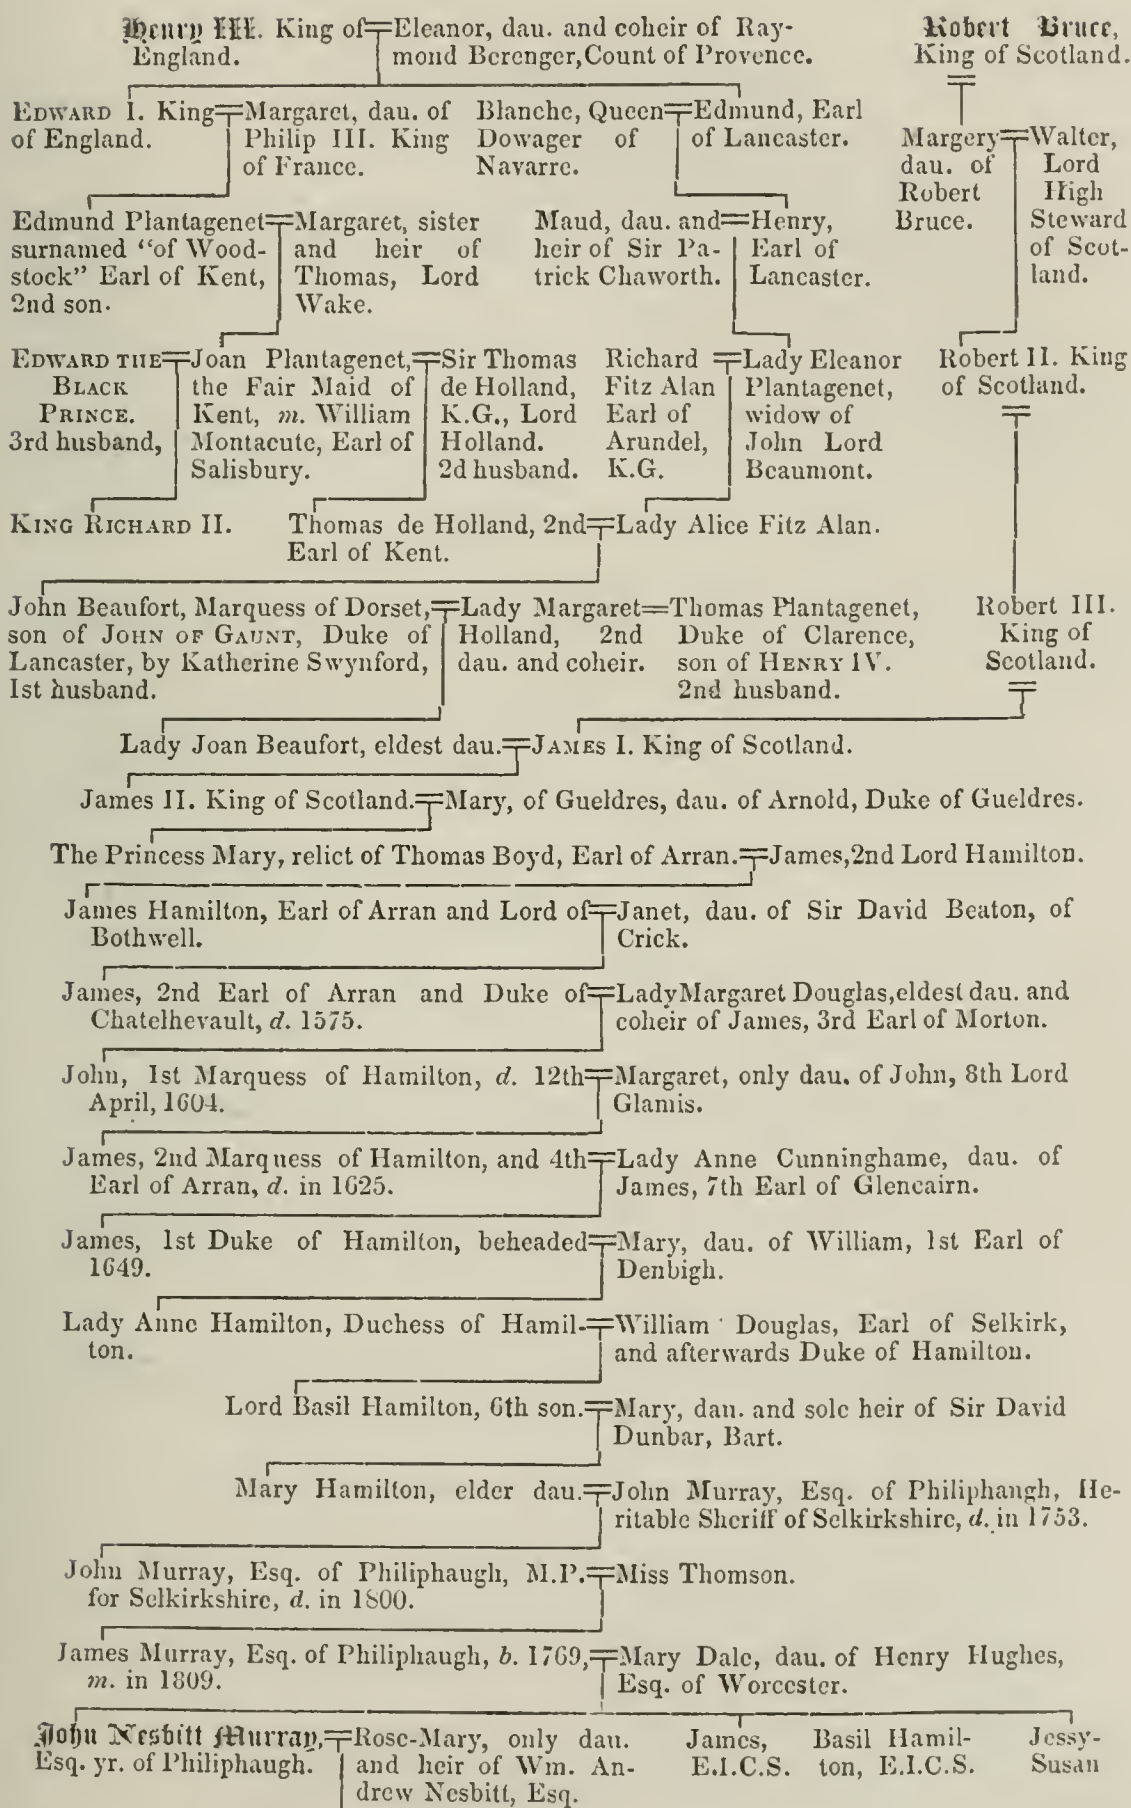 Henry III. King of Eleanor, dau. and coheir of Ray-
England. mond Berenger, Count of Provence.
Robert Bruce,
King of Scotland.
EDWARD I. King
of England.
Margaret, dau. of
Philip III. King
of France.
Blanche, Queen
Dowager of
Navarre.
Edmund, Earl
of Lancaster.
Margery
dau. of
Robert
Bruce.
Walter,
Lord
High
Steward
of Scot-
land.
Edmund Plantagenet
surnamed "of Wood-
stock" Earl of Kent,
2nd son.
Margaret, sister
and heir of
Thomas, Lord
Wake.
Maud, dau. and
heir of Sir Pa-
trick Chaworth.
Henry,
Earl of
Lancaster.
EDWARD THE
BLACK
PRINCE.
3rd husband,
Joan Plantagenet,
the Fair Maid of
Kent, m. William
Montacute, Earl of
Salisbury.
Sir Thomas
de Holland,
K.G., Lord
Holland.
2d husband.
Richard
Fitz Alan
Earl of
Arundel,
K.G.
Lady Eleanor
Plantagenet,
widow of
John Lord
Beaumont.
Robert II. King
of Scotland.
KING RICHARD II.
Thomas de Holland, 2nd
Earl of Kent.
Lady Alice Fitz Alan.
John Beaufort, Marquess of Dorset,
son of JOHN OF GAUNT, Duke of
Lancaster, by Katherine Swynford,
1st husband.
Lady Margaret
Holland, 2nd
dau. and coheir.
Thomas Plantagenet,
Duke of Clarence,
son of HENRY IV.
2nd husband.
Robert III.
King of
Scotland.
Lady Joan Beaufort, eldest dau. JAMES I. King of Scotland.
James II. King of Scotland. Mary, of Gueldres, dau. of Arnold, Duke of Gueldres.
The Princess Mary, relict of Thomas Boyd, Earl of Arran. James, 2nd Lord Hamilton.
James Hamilton, Earl of Arran and Lord of
Bothwell.
Janet, dau. of Sir David Beaton, of
Crick.
James, 2nd Earl of Arran and Duke of
Chatelhevault, d. 1575.
Lady Margaret Douglas, eldest dau. and
coheir of James, 3rd Earl of Morton.
John, 1st Marquess of Hamilton, d. 12th
April, 1604.
Margaret, only dau. of John, 8th Lord
Glamis.
James, 2nd Marquess of Hamilton, and 4th
Earl of Arran, d. in 1625.
Lady Anne Cunninghame, dau. of
James, 7th Earl of Glencairn.
James, 1st Duke of Hamilton, beheaded
1649.
Mary, dau. of William, 1st Earl of
Denbigh.
Lady Anne Hamilton, Duchess of Hamil-
ton.
William Douglas, Earl of Selkirk,
and afterwards Duke of Hamilton.
Lord Basil Hamilton, 6th son.
Mary, dau. and sole heir of Sir David
Dunbar, Bart.
Mary Hamilton, elder dau.
John Murray, Esq. of Philiphaugh, He-
ritable Sheriff of Selkirkshire, d. in 1753.
John Murray, Esq. of Philiphaugh, M.P.
for Selkirkshire, d. in 1800.
Miss Thomson.
James Murray, Esq. of Philiphaugh, b. 1769,
m. in 1809.
Mary Dale, dau. of Henry Hughes,
Esq. of Worcester.
John Nesbitt Murray,
Esq. yr. of Philiphaugh.
Rose-Mary, only dau.
and heir of Wm. An-
drew Nesbitt, Esq.
James,
E.I.C.S.
Basil Hamil-
ton, E.I.C.S.
Jessy-
Susan